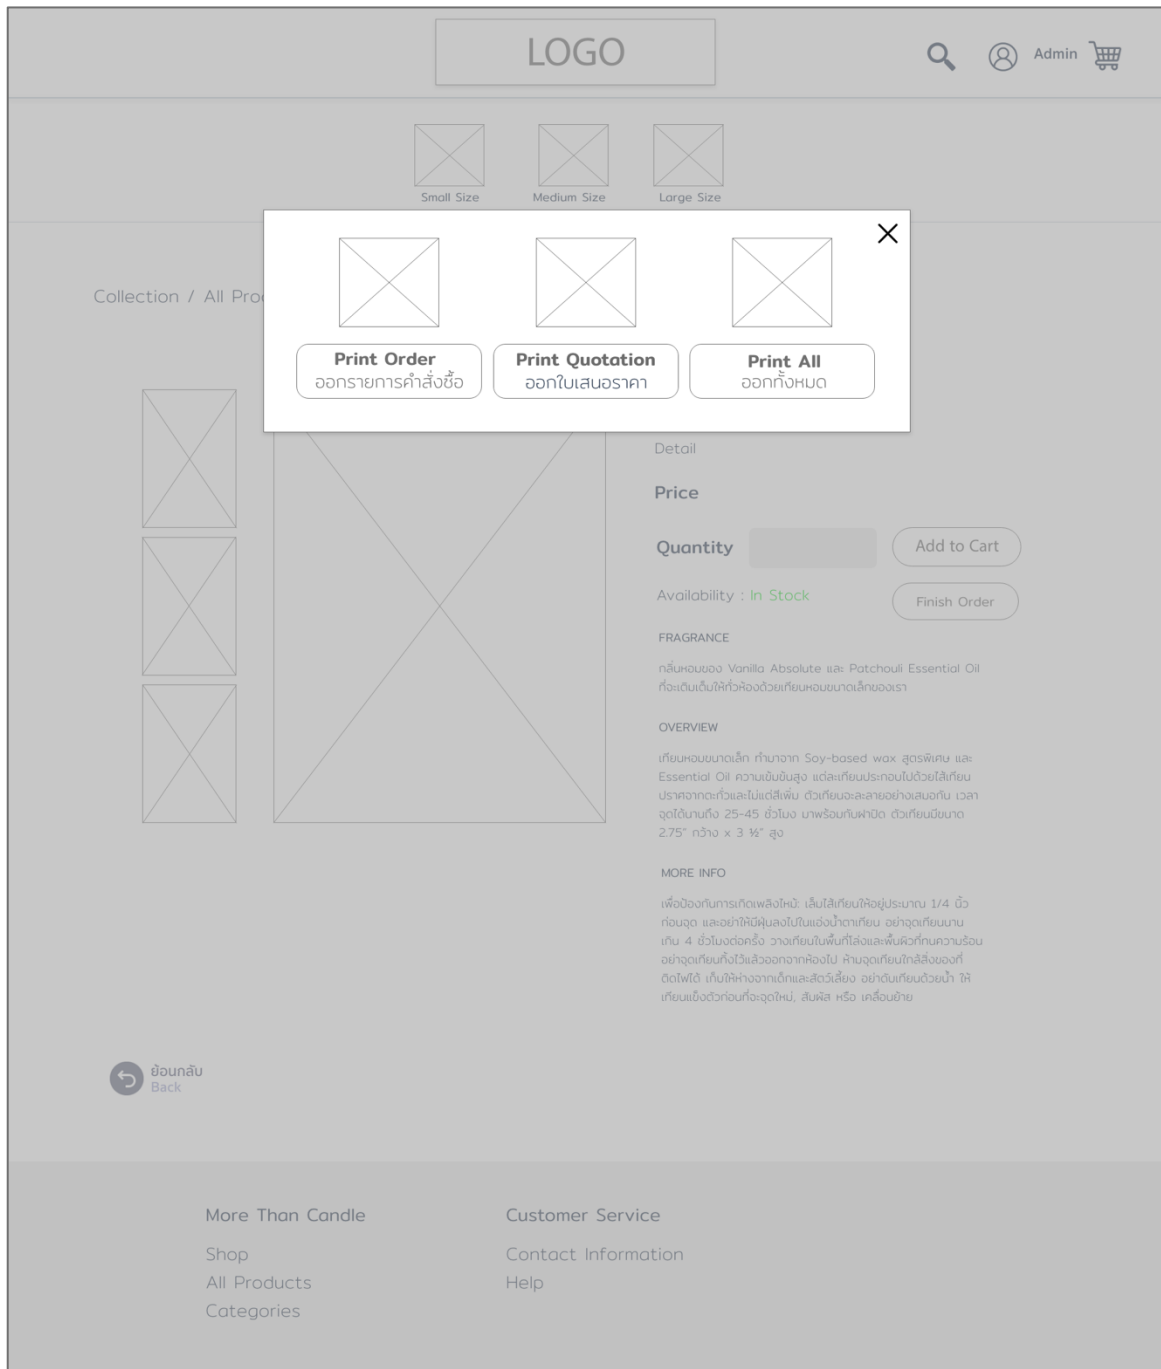 LOGO
Admin
Small Size
Medium Size
Large Size
Collection / All Pro
Print Order
ออกรายการคำสั่งซื้อ
Print Quotation
ออกใบเสนอราคา
Print All
ออกทั้งหมด
Detail
Price
Quantity
Add to Cart
Availability : In Stock
Finish Order
FRAGRANCE
กลิ่นหอมของ Vanilla Absolute และ Patchouli Essential Oil
ที่จะเติมเต็มให้ทั่วห้องด้วยเทียนหอมขนาดเล็กของเรา
OVERVIEW
เทียนหอมขนาดเล็ก ทำมาจาก Soy-based wax สูตรพิเศษ และ
Essential Oil ความเข้มข้นสูง แต่ละเทียนประกอบไปด้วยไส้เทียน
ปราศจากตะกั่วและไม่แต่สีเพิ่ม ตัวเทียนจะละลายอย่างเสมอกัน เวลา
จุดได้นานถึง 25-45 ชั่วโมง มาพร้อมกับฝาปิด ตัวเทียนมีขนาด
2.75" กว้าง x 3 ½" สูง
MORE INFO
เพื่อป้องกันการเกิดเพลิงไหม้: เล็มไส้เทียนให้อยู่ประมาณ 1/4 นิ้ว
ก่อนจุด และอย่าให้มีฝุ่นลงไปในแอ่งน้ำตาเทียน อย่าจุดเทียนนาน
เกิน 4 ชั่วโมงต่อครั้ง วางเทียนในพื้นที่โล่งและพื้นผิวที่ทนความร้อน
อย่าจุดเทียนทิ้งไว้แล้วออกจากห้องไป ห้ามจุดเทียนใกล้สิ่งของที่
ติดไฟได้ เก็บให้ห่างจากเด็กและสัตว์เลี้ยง อย่าดับเทียนด้วยน้ำ ให้
เทียนแข็งตัวก่อนที่จะจุดใหม่, สัมผัส หรือ เคลื่อนย้าย
ย้อนกลับ
Back
More Than Candle
Shop
All Products
Categories
Customer Service
Contact Information
Help